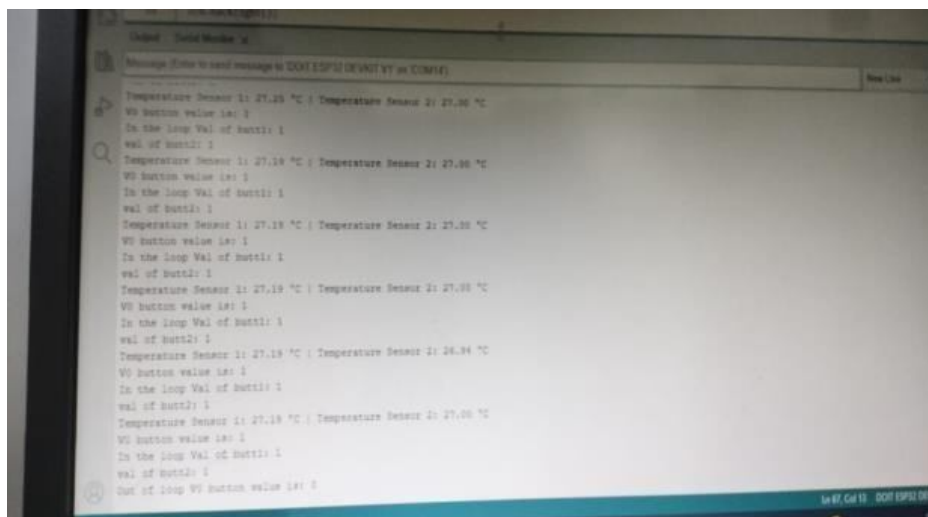 Output Serial Monitor x
Message (Enter to send message to 'DOIT ESP32 DEVKIT V1' on 'COM14')
New Line
Temperature Sensor 1: 27.25 °C | Temperature Sensor 2: 27.00 °C
V0 button value is:
In the loop Val of butt1: 1
val of butt2: 1
Temperature Sensor 1: 27.19 °C | Temperature Sensor 2: 27.00 °C
V0 button value is: 1
In the loop Val of butt1: 1
val of butt2: 1
Temperature Sensor 1: 27.19 °C | Temperature Sensor 2: 27.00 °C
V0 button value is: 1
In the loop Val of butt1: 1
val of butt2: 1
Temperature Sensor 1: 27.19 °C | Temperature Sensor 2: 27.00 °C
V0 button value is: 1
In the loop Val of butt1: 1
val of butt2: 1
Temperature Sensor 1: 27.19 °C | Temperature Sensor 2: 26.94 °C
V0 button value is: 1
In the loop Val of butt1: 1
val of butt2: 1
Temperature Sensor 1: 27.19 °C | Temperature Sensor 2: 27.00 °C
V0 button value is: 1
In the loop Val of butt1: 1
val of butt2: 1
Out of loop V0 button value is:
Ln 67, Col 13 DOIT ESP32 DE